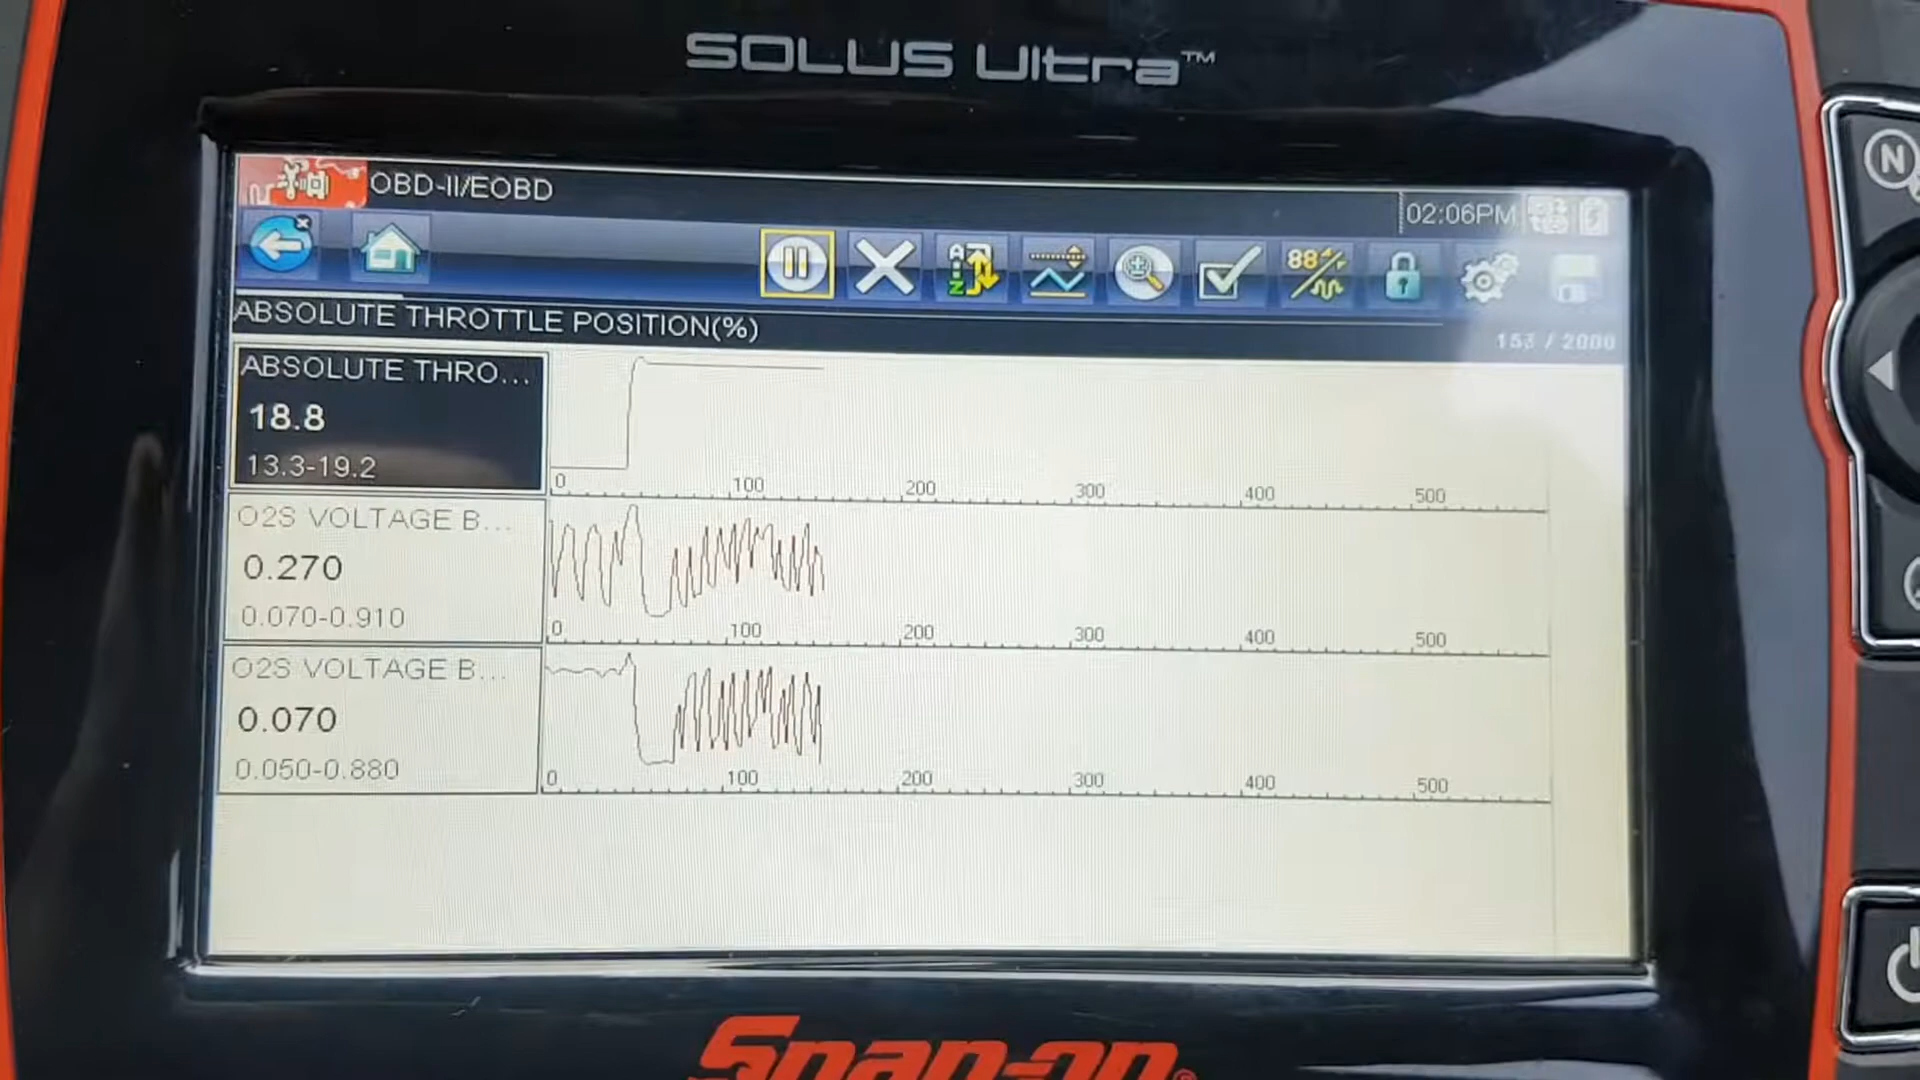 SOLUS Ultra™
OBD-II/EOBD
02:06PM
ABSOLUTE THROTTLE POSITION(%)
153 / 2000
ABSOLUTE THRO...
18.8
13.3-19.2
0 100 200 300 400 500
O2S VOLTAGE B...
0.270
0.070-0.910
0 100 200 300 400 500
O2S VOLTAGE B...
0.070
0.050-0.880
0 100 200 300 400 500
Snap-on®
N